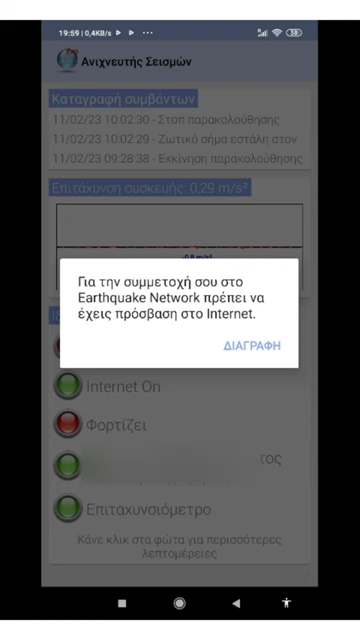 19:59 | 0,4KB/s
38
Ανιχνευτής Σεισμών
Καταγραφή συμβάντων
11/02/23 10:02:30 - Στοπ παρακολούθησης
11/02/23 10:02:29 - Ζωτικό σήμα εστάλη στον
11/02/23 09:28:38 - Εκκίνηση παρακολούθησης
Επιτάχυνση συσκευής: 0,29 m/s²
Για την συμμετοχή σου στο
Earthquake Network πρέπει να
έχεις πρόσβαση στο Internet.
ΔΙΑΓΡΑΦΗ
Internet On
Φορτίζει
τος
Επιταχυνσιόμετρο
Κάνε κλικ στα φώτα για περισσότερες
λεπτομέρειες